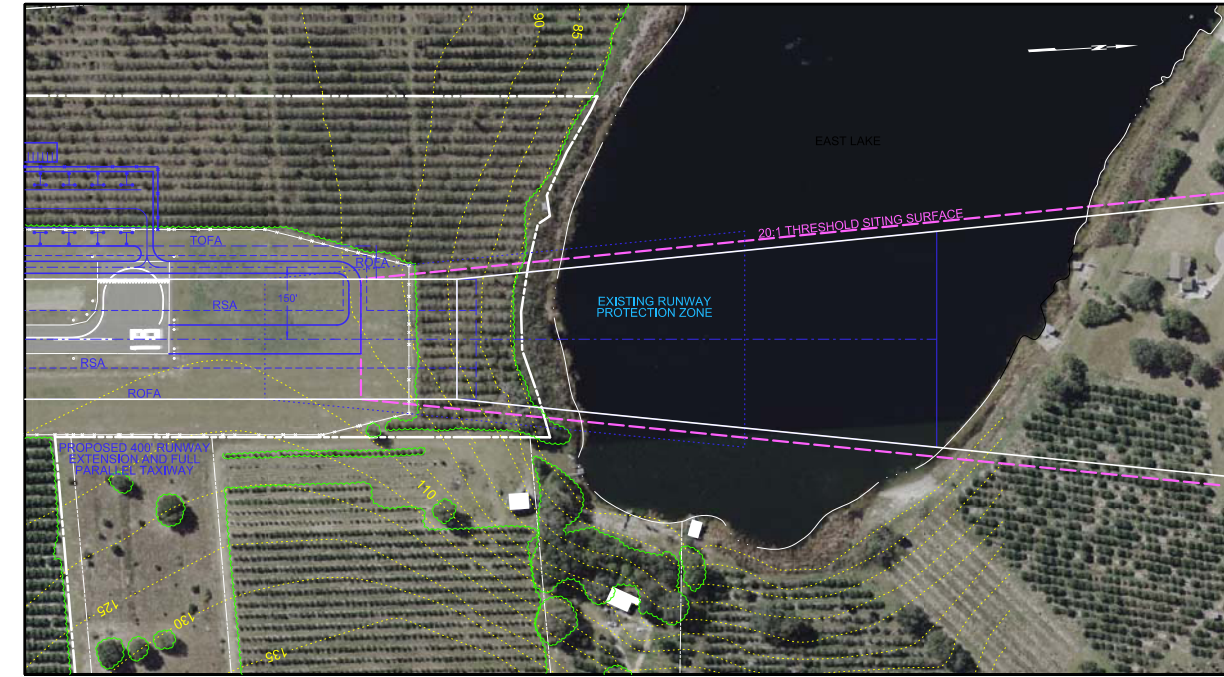 90
85
N
EAST LAKE
20:1 THRESHOLD SITING SURFACE
TOFA
ROFA
150'
RSA
EXISTING RUNWAY
PROTECTION ZONE
RSA
ROFA
PROPOSED 400' RUNWAY
EXTENSION AND FULL
PARALLEL TAXIWAY
110
125
130
135